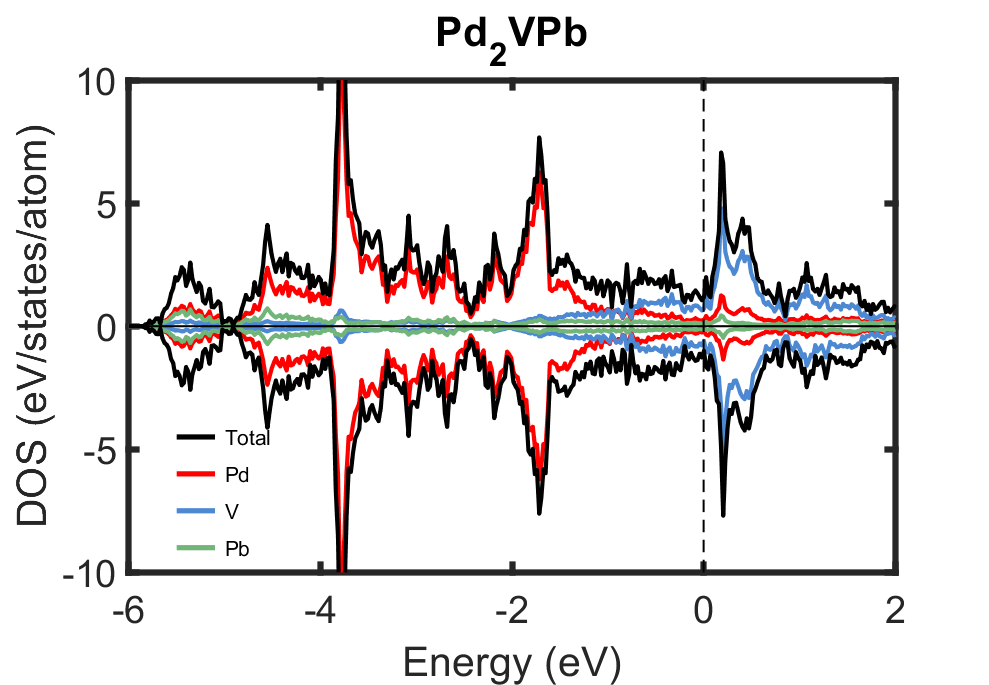 Pd₂VPb
DOS (eV/states/atom)
10
5
0
-5
-10
Total
Pd
V
Pb
-6 -4 -2 0 2
Energy (eV)